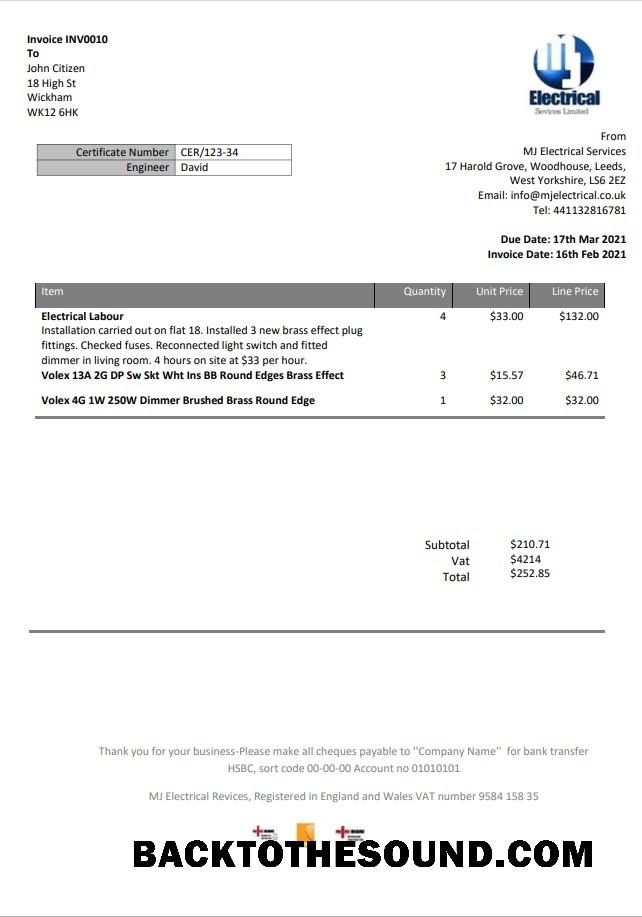 Invoice INV0010
To
John Citizen
18 High St
Wickham
WK12 6HK
Electrical
Sevices Limited
Certificate Number CER/123-34
Engineer David
From
MJ Electrical Services
17 Harold Grove, Woodhouse, Leeds,
West Yorkshire, LS6 2EZ
Email: info@mjelectrical.co.uk
Tel: 441132816781
Due Date: 17th Mar 2021
Invoice Date: 16th Feb 2021
Item Quantity Unit Price Line Price
Electrical Labour 4 $33.00 $132.00
Installation carried out on flat 18. Installed 3 new brass effect plug
fittings. Checked fuses. Reconnected light switch and fitted
dimmer in living room. 4 hours on site at $33 per hour.
Volex 13A 2G DP Sw Skt Wht Ins BB Round Edges Brass Effect 3 $15.57 $46.71
Volex 4G 1W 250W Dimmer Brushed Brass Round Edge 1 $32.00 $32.00
Subtotal $210.71
Vat $4214
Total $252.85
Thank you for your business-Please make all cheques payable to "Company Name" for bank transfer
HSBC, sort code 00-00-00 Account no 01010101
MJ Electrical Revices, Registered in England and Wales VAT number 9584 158 35
BACKTOTHESOUND.COM